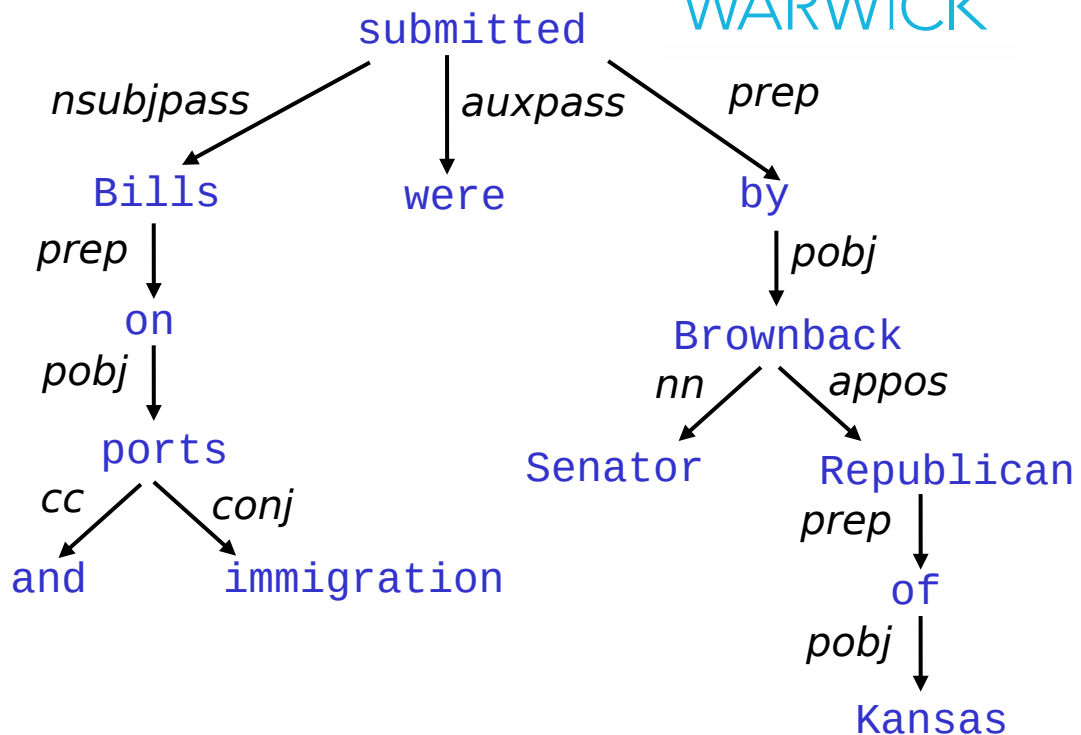 WARWICK
submitted
nsubjpass auxpass prep
Bills were by
prep pobj
on Brownback
pobj nn appos
ports Senator Republican
cc conj prep
and immigration of
pobj
Kansas